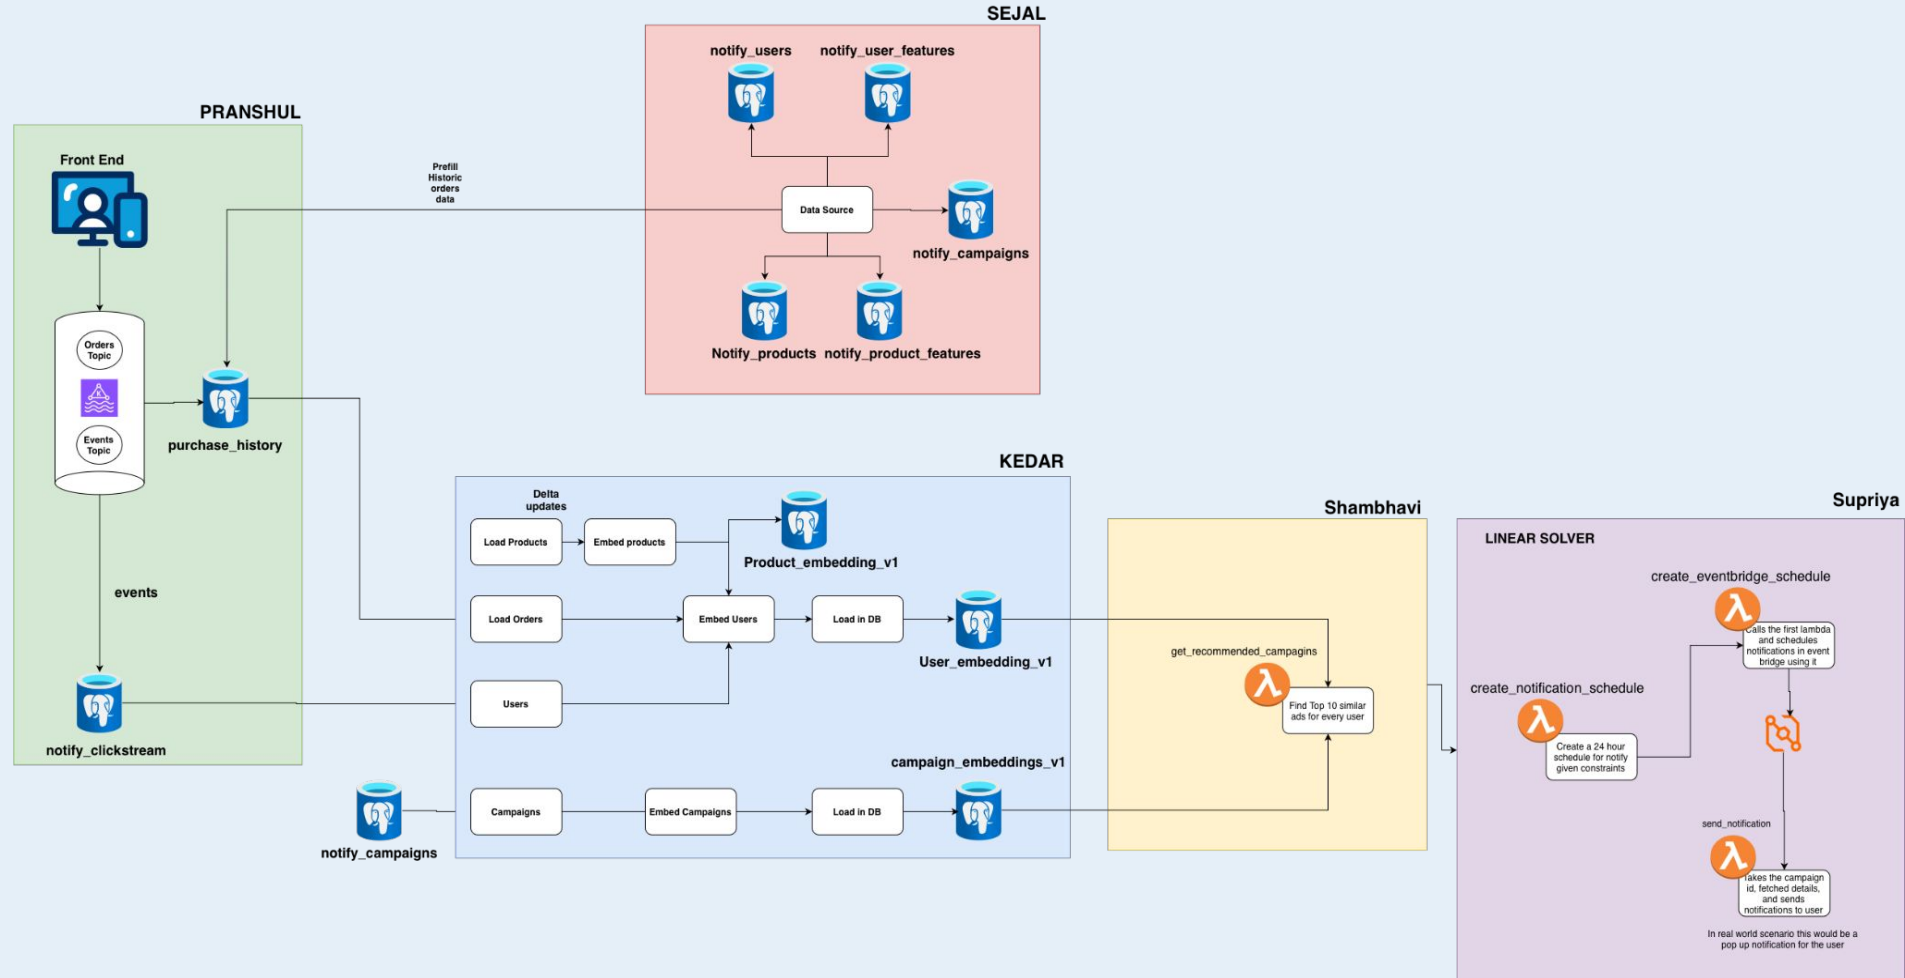 SEJAL
notify_users
notify_user_features
Data Source
notify_campaigns
Notify_products
notify_product_features
PRANSHUL
Front End
Prefill
Historic
orders
data
Orders
Topic
Events
Topic
purchase_history
events
notify_clickstream
KEDAR
Delta
updates
Load Products
Embed products
Product_embedding_v1
Load Orders
Embed Users
Load in DB
User_embedding_v1
Users
campaign_embeddings_v1
Campaigns
Embed Campaigns
Load in DB
notify_campaigns
Shambhavi
get_recommended_campagins
Find Top 10 similar
ads for every user
Supriya
LINEAR SOLVER
create_eventbridge_schedule
Calls the first lambda
and schedules
notifications in event
bridge using it
create_notification_schedule
Create a 24 hour
schedule for notify
given constraints
send_notification
Takes the campaign
id, fetched details,
and sends
notifications to user
In real world scenario this would be a
pop up notification for the user